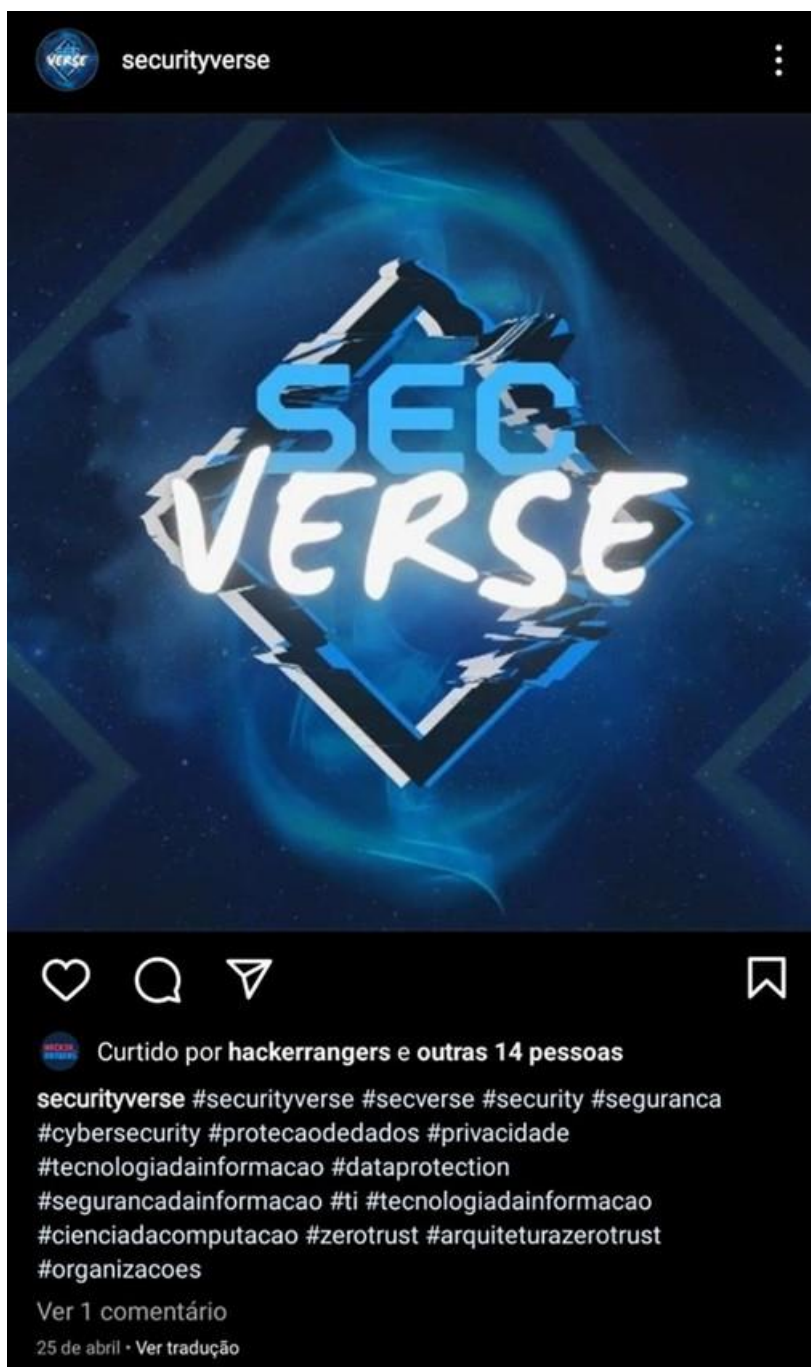 VERSE
securityverse
SEC
VERSE
Curtido por hackerrangers e outras 14 pessoas
securityverse #securityverse #secverse #security #seguranca
#cybersecurity #protecaodedados #privacidade
#tecnologiadainformacao #dataprotection
#segurancadainformacao #ti #tecnologiadainformacao
#cienciadacomputacao #zerotrust #arquiteturazerotrust
#organizacoes
Ver 1 comentário
25 de abril • Ver tradução